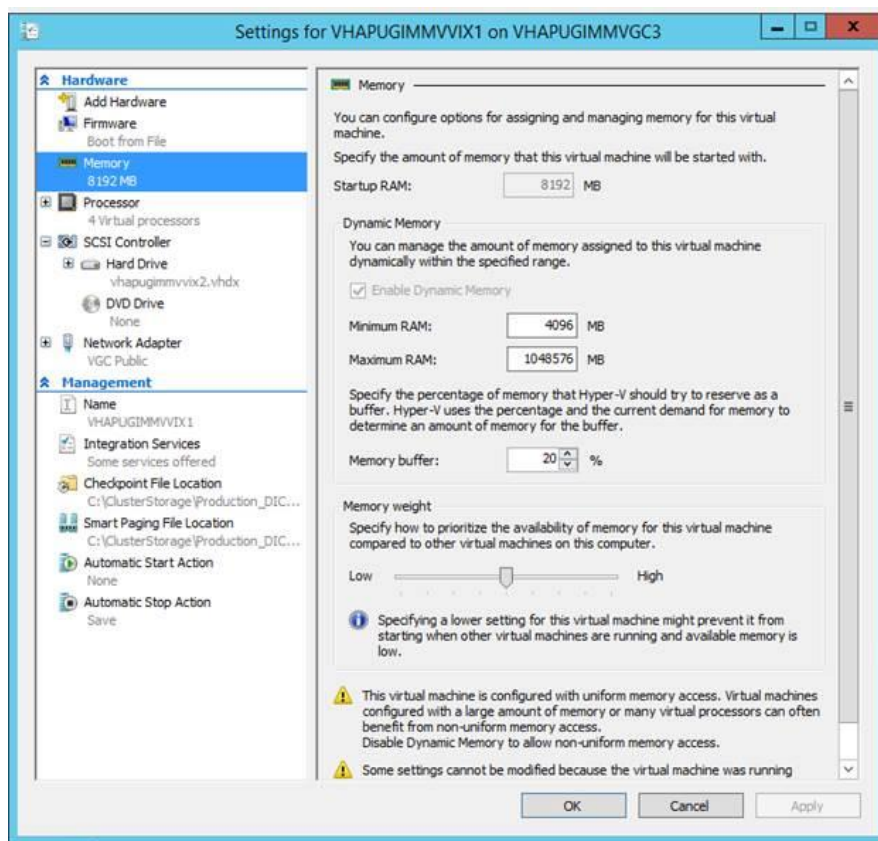 Settings for VHAPUGIMMVVIX1 on VHAPUGIMMVGC3
Hardware
Add Hardware
Firmware
Boot from File
Memory
8192 MB
Processor
4 Virtual processors
SCSI Controller
Hard Drive
vhapugimmvvix2.vhdx
DVD Drive
None
Network Adapter
VGC Public
Management
Name
VHAPUGIMMVVIX1
Integration Services
Some services offered
Checkpoint File Location
C:\ClusterStorage\Production_DIC...
Smart Paging File Location
C:\ClusterStorage\Production_DIC...
Automatic Start Action
None
Automatic Stop Action
Save
Memory
You can configure options for assigning and managing memory for this virtual
machine.
Specify the amount of memory that this virtual machine will be started with.
Startup RAM: 8192 MB
Dynamic Memory
You can manage the amount of memory assigned to this virtual machine
dynamically within the specified range.
Enable Dynamic Memory
Minimum RAM: 4096 MB
Maximum RAM: 1048576 MB
Specify the percentage of memory that Hyper-V should try to reserve as a
buffer. Hyper-V uses the percentage and the current demand for memory to
determine an amount of memory for the buffer.
Memory buffer: 20 %
Memory weight
Specify how to prioritize the availability of memory for this virtual machine
compared to other virtual machines on this computer.
Low High
Specifying a lower setting for this virtual machine might prevent it from
starting when other virtual machines are running and available memory is
low.
This virtual machine is configured with uniform memory access. Virtual machines
configured with a large amount of memory or many virtual processors can often
benefit from non-uniform memory access.
Disable Dynamic Memory to allow non-uniform memory access.
Some settings cannot be modified because the virtual machine was running
OK Cancel Apply